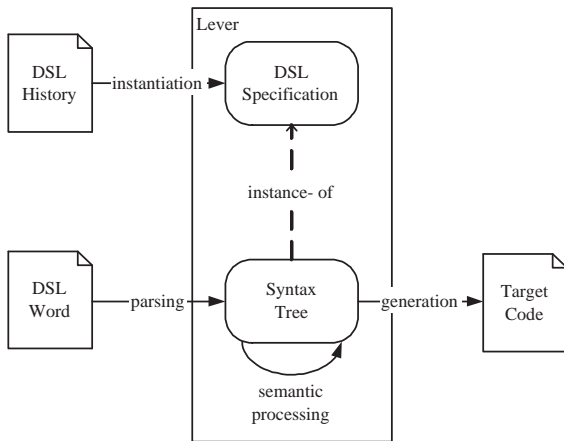 Lever
DSL
History
instantiation
DSL
Specification
instance- of
DSL
Word
parsing
Syntax
Tree
generation
Target
Code
semantic
processing